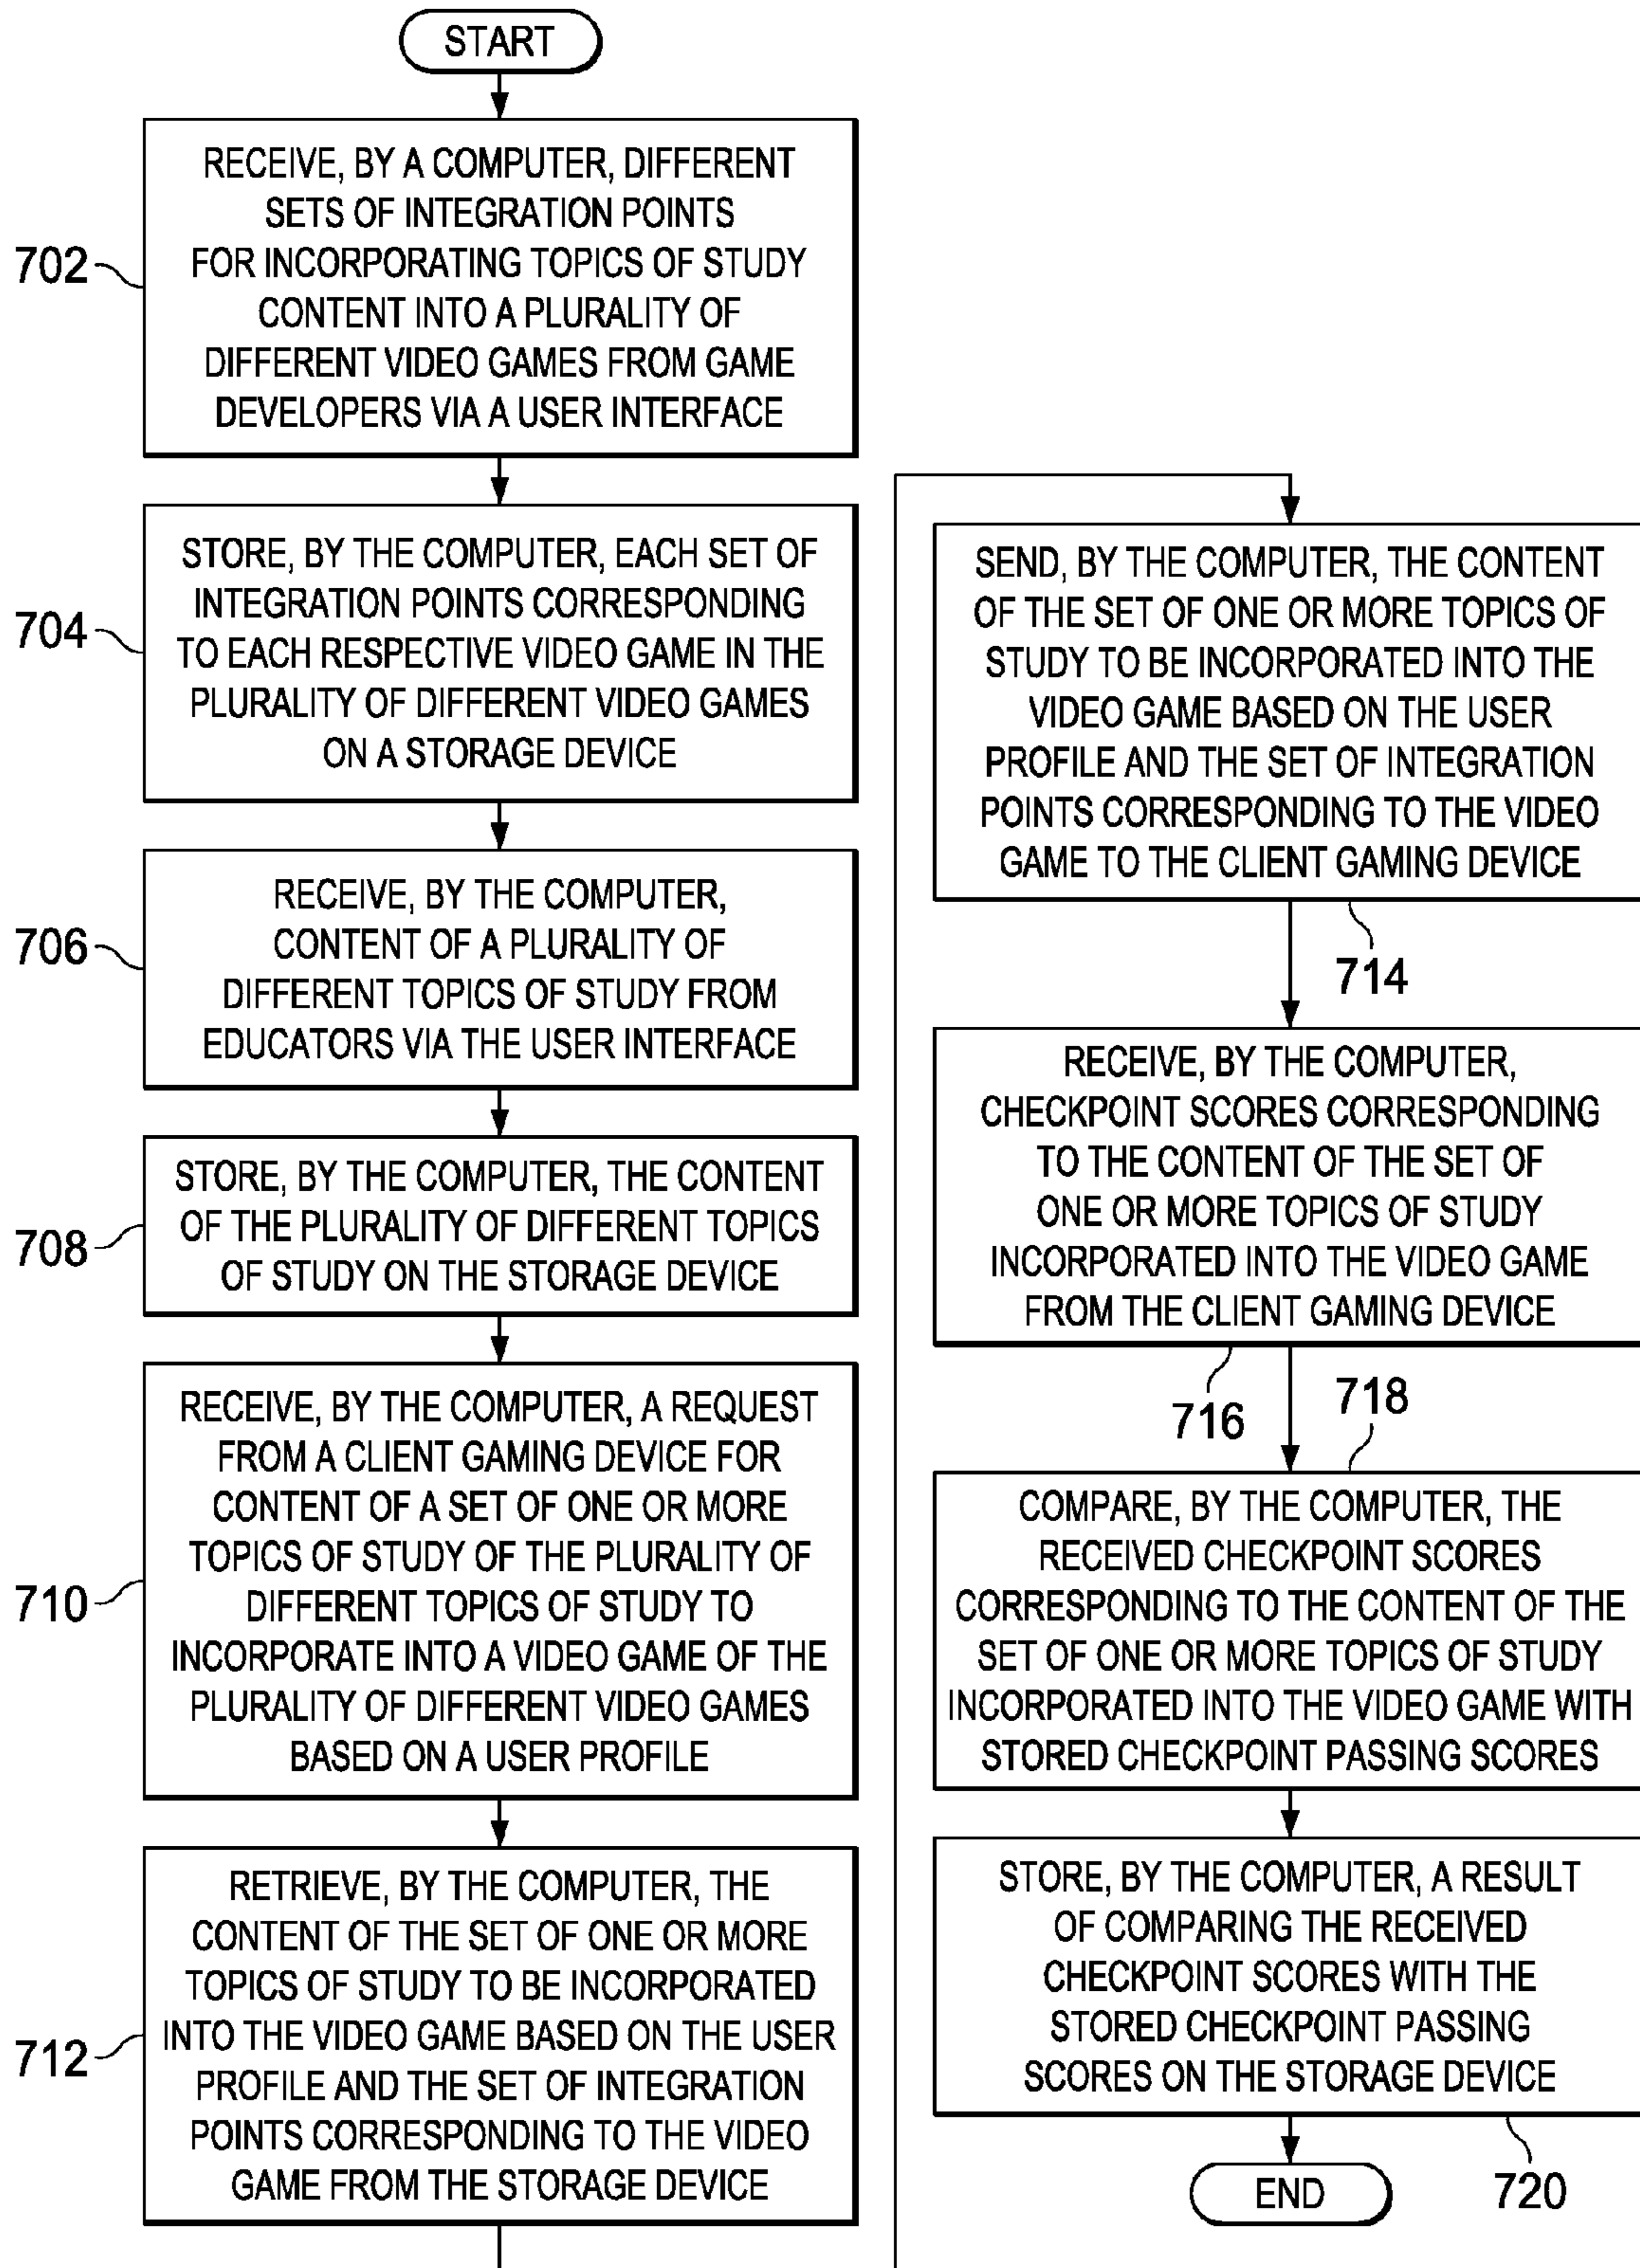 START
702
RECEIVE, BY A COMPUTER, DIFFERENT
SETS OF INTEGRATION POINTS
FOR INCORPORATING TOPICS OF STUDY
CONTENT INTO A PLURALITY OF
DIFFERENT VIDEO GAMES FROM GAME
DEVELOPERS VIA A USER INTERFACE
704
STORE, BY THE COMPUTER, EACH SET OF
INTEGRATION POINTS CORRESPONDING
TO EACH RESPECTIVE VIDEO GAME IN THE
PLURALITY OF DIFFERENT VIDEO GAMES
ON A STORAGE DEVICE
706
RECEIVE, BY THE COMPUTER,
CONTENT OF A PLURALITY OF
DIFFERENT TOPICS OF STUDY FROM
EDUCATORS VIA THE USER INTERFACE
708
STORE, BY THE COMPUTER, THE CONTENT
OF THE PLURALITY OF DIFFERENT TOPICS
OF STUDY ON THE STORAGE DEVICE
710
RECEIVE, BY THE COMPUTER, A REQUEST
FROM A CLIENT GAMING DEVICE FOR
CONTENT OF A SET OF ONE OR MORE
TOPICS OF STUDY OF THE PLURALITY OF
DIFFERENT TOPICS OF STUDY TO
INCORPORATE INTO A VIDEO GAME OF THE
PLURALITY OF DIFFERENT VIDEO GAMES
BASED ON A USER PROFILE
712
RETRIEVE, BY THE COMPUTER, THE
CONTENT OF THE SET OF ONE OR MORE
TOPICS OF STUDY TO BE INCORPORATED
INTO THE VIDEO GAME BASED ON THE USER
PROFILE AND THE SET OF INTEGRATION
POINTS CORRESPONDING TO THE VIDEO
GAME FROM THE STORAGE DEVICE
SEND, BY THE COMPUTER, THE CONTENT
OF THE SET OF ONE OR MORE TOPICS OF
STUDY TO BE INCORPORATED INTO THE
VIDEO GAME BASED ON THE USER
PROFILE AND THE SET OF INTEGRATION
POINTS CORRESPONDING TO THE VIDEO
GAME TO THE CLIENT GAMING DEVICE
714
RECEIVE, BY THE COMPUTER,
CHECKPOINT SCORES CORRESPONDING
TO THE CONTENT OF THE SET OF
ONE OR MORE TOPICS OF STUDY
INCORPORATED INTO THE VIDEO GAME
FROM THE CLIENT GAMING DEVICE
716
718
COMPARE, BY THE COMPUTER, THE
RECEIVED CHECKPOINT SCORES
CORRESPONDING TO THE CONTENT OF THE
SET OF ONE OR MORE TOPICS OF STUDY
INCORPORATED INTO THE VIDEO GAME WITH
STORED CHECKPOINT PASSING SCORES
STORE, BY THE COMPUTER, A RESULT
OF COMPARING THE RECEIVED
CHECKPOINT SCORES WITH THE
STORED CHECKPOINT PASSING
SCORES ON THE STORAGE DEVICE
720
END